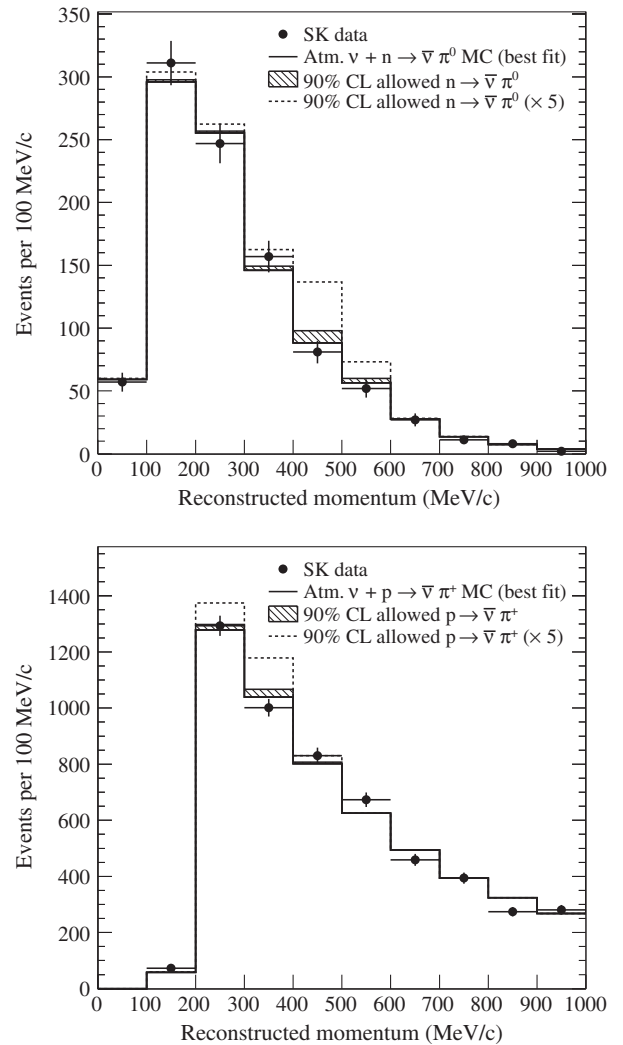 SK data
Atm. ν + n → ν̅ π⁰ MC (best fit)
90% CL allowed n → ν̅ π⁰
90% CL allowed n → ν̅ π⁰ (× 5)
350
300
250
200
150
100
50
0
Events per 100 MeV/c
0 100 200 300 400 500 600 700 800 900 1000
Reconstructed momentum (MeV/c)
SK data
Atm. ν + p → ν̅ π⁺ MC (best fit)
90% CL allowed p → ν̅ π⁺
90% CL allowed p → ν̅ π⁺ (× 5)
1400
1200
1000
800
600
400
200
0
Events per 100 MeV/c
0 100 200 300 400 500 600 700 800 900 1000
Reconstructed momentum (MeV/c)